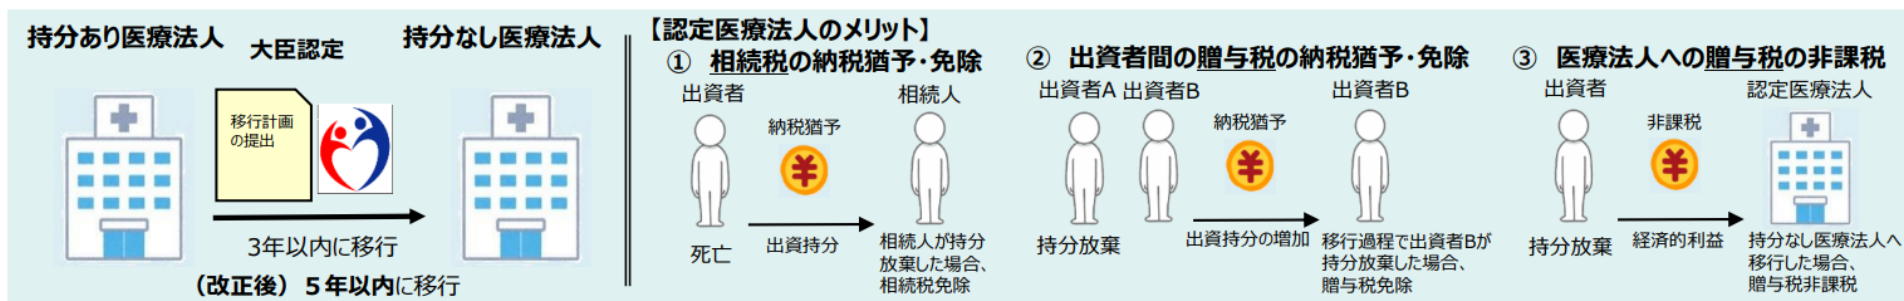 持分あり医療法人
大臣認定
持分なし医療法人
移行計画
の提出
3年以内に移行
(改正後) 5年以内に移行
【認定医療法人のメリット】
① 相続税の納税猶予・免除
出資者
相続人
納税猶予
¥
死亡
出資持分
相続人が持分
放棄した場合、
相続税免除
② 出資者間の贈与税の納税猶予・免除
出資者A 出資者B
出資者B
納税猶予
¥
持分放棄
出資持分の増加
移行過程で出資者Bが
持分放棄した場合、
贈与税免除
③ 医療法人への贈与税の非課税
出資者
認定医療法人
非課税
¥
持分放棄
経済的利益
持分なし医療法人へ
移行した場合、
贈与税非課税